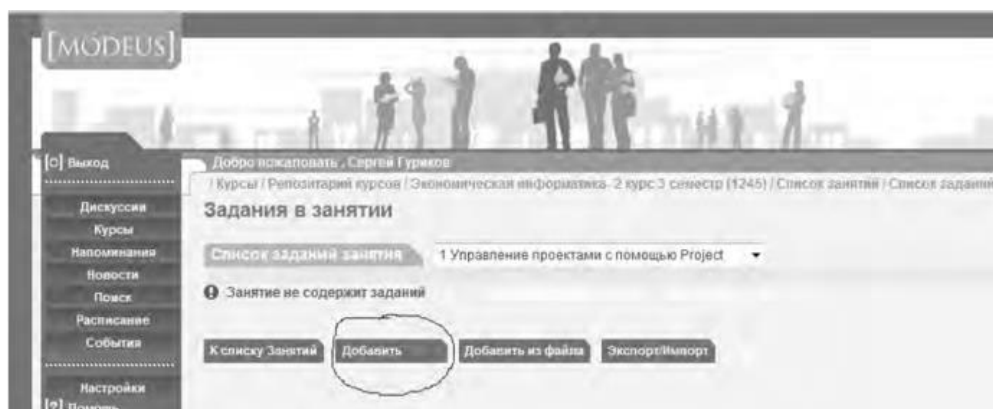 [MODEUS]
[O] Выход
Добро пожаловать , Сергей Гуриков
/ Курсы / Репозитарий курсов / Экономическая информатика- 2 курс 3 семестр (1245) / Список занятий / Список заданий
Дискуссии
Курсы
Напоминания
Новости
Поиск
Расписание
События
Настройки
[?] Помощь
Задания в занятии
Список заданий занятия
1 Управление проектами с помощью Project
Занятие не содержит заданий
К списку Занятий
Добавить
Добавить из файла
Экспорт/Импорт